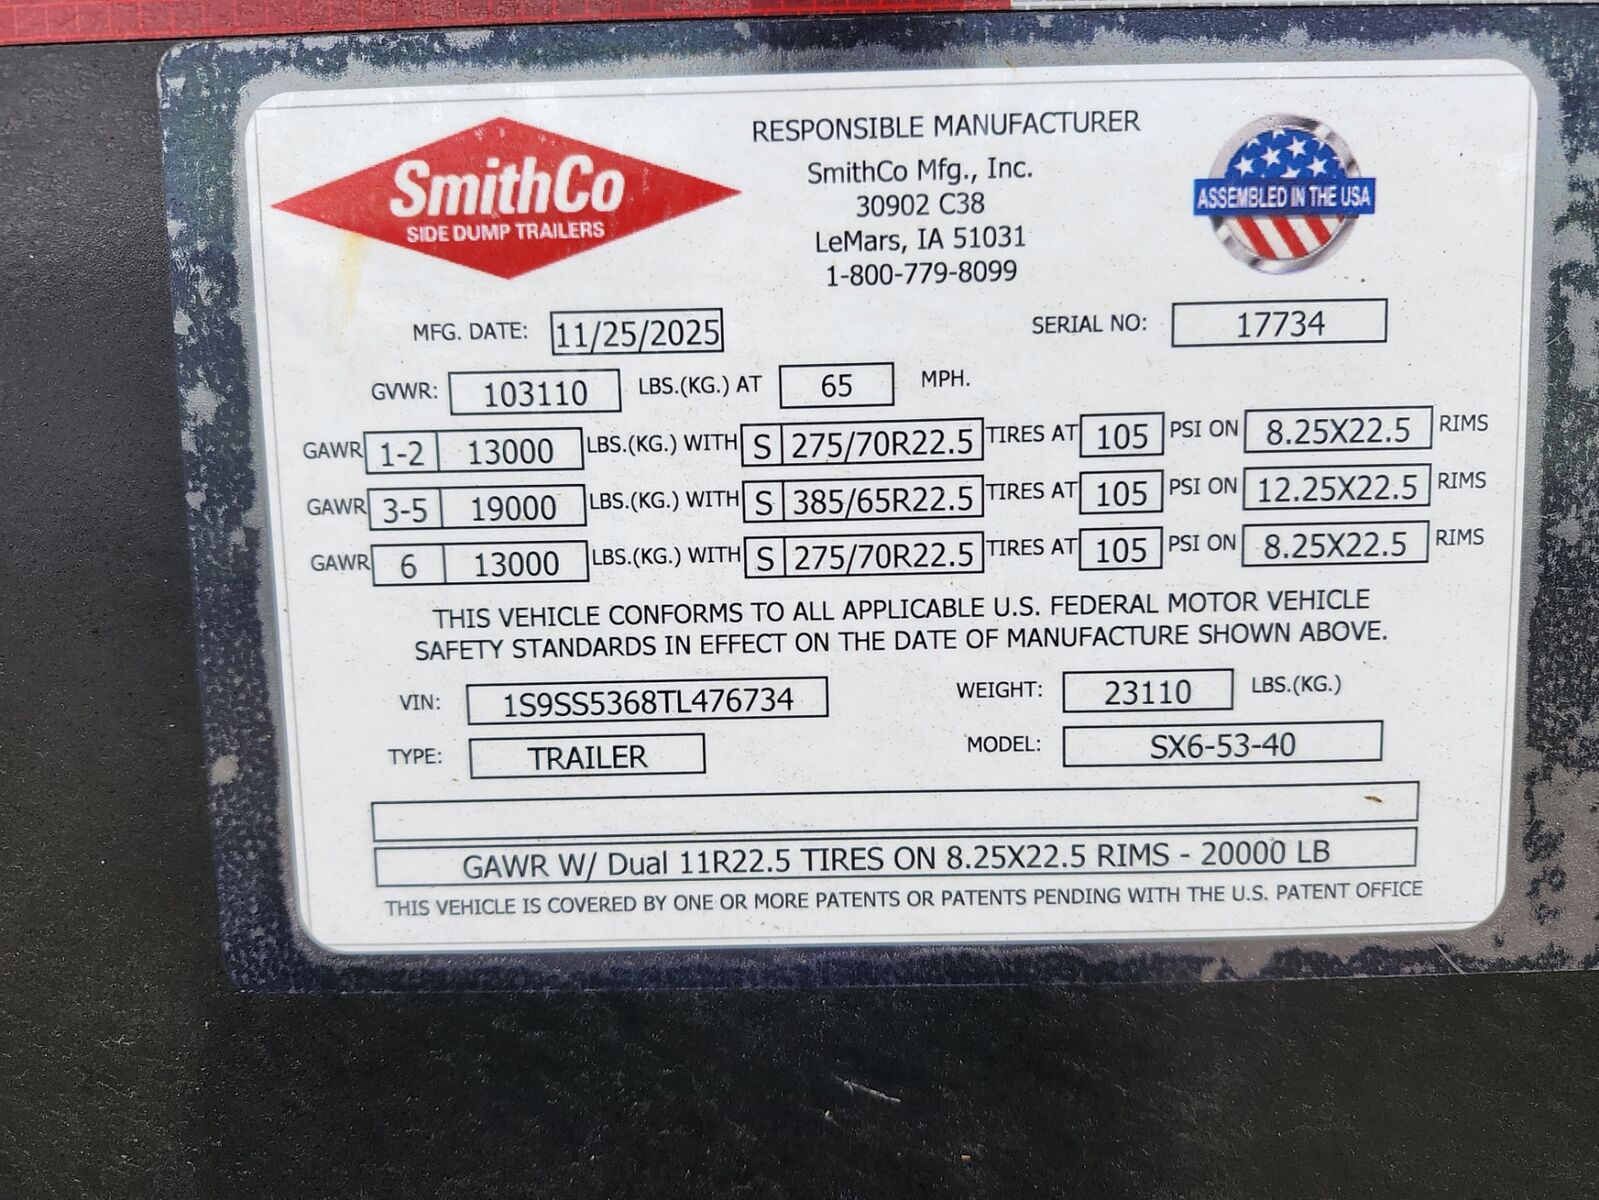 SmithCo
SIDE DUMP TRAILERS
RESPONSIBLE MANUFACTURER
SmithCo Mfg., Inc.
30902 C38
LeMars, IA 51031
1-800-779-8099
ASSEMBLED IN THE USA
MFG. DATE: 11/25/2025 SERIAL NO: 17734
GVWR: 103110 LBS.(KG.) AT 65 MPH.
GAWR 1-2 13000 LBS.(KG.) WITH S 275/70R22.5 TIRES AT 105 PSI ON 8.25X22.5 RIMS
GAWR 3-5 19000 LBS.(KG.) WITH S 385/65R22.5 TIRES AT 105 PSI ON 12.25X22.5 RIMS
GAWR 6 13000 LBS.(KG.) WITH S 275/70R22.5 TIRES AT 105 PSI ON 8.25X22.5 RIMS
THIS VEHICLE CONFORMS TO ALL APPLICABLE U.S. FEDERAL MOTOR VEHICLE
SAFETY STANDARDS IN EFFECT ON THE DATE OF MANUFACTURE SHOWN ABOVE.
VIN: 1S9SS5368TL476734 WEIGHT: 23110 LBS.(KG.)
TYPE: TRAILER MODEL: SX6-53-40
GAWR W/ Dual 11R22.5 TIRES ON 8.25X22.5 RIMS - 20000 LB
THIS VEHICLE IS COVERED BY ONE OR MORE PATENTS OR PATENTS PENDING WITH THE U.S. PATENT OFFICE